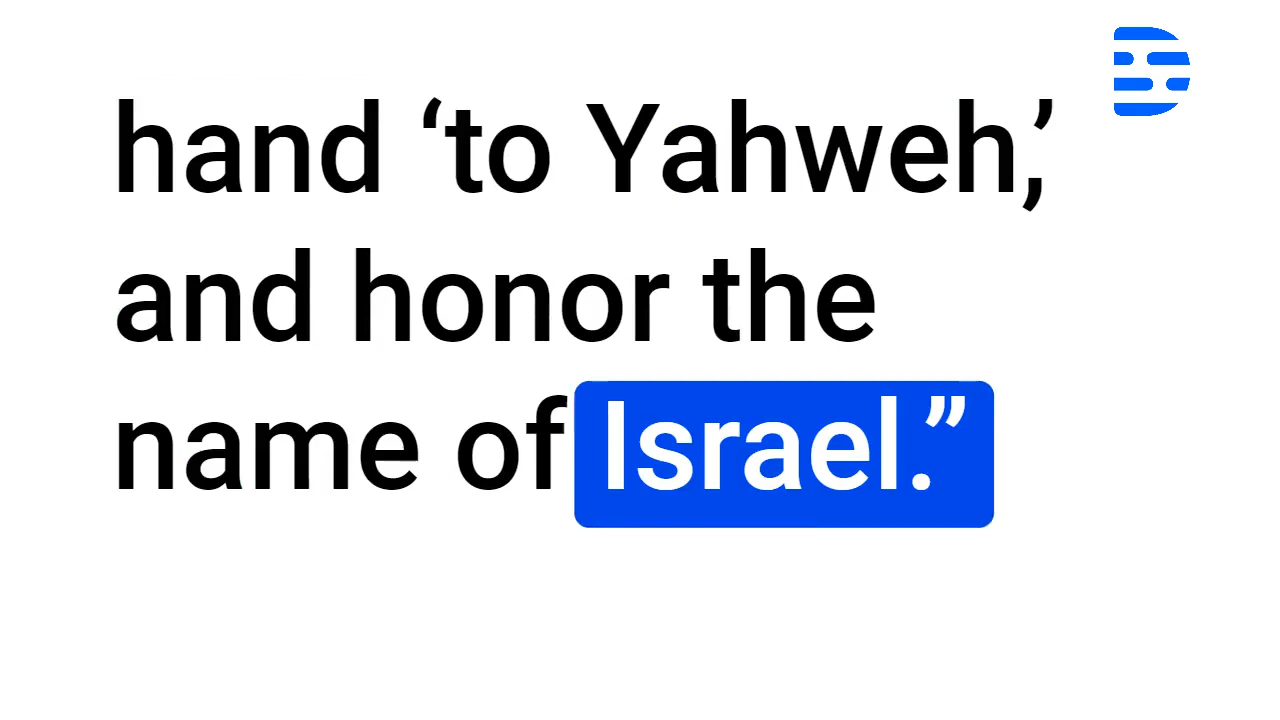 hand ‘to Yahweh,’
and honor the
name of Israel.”